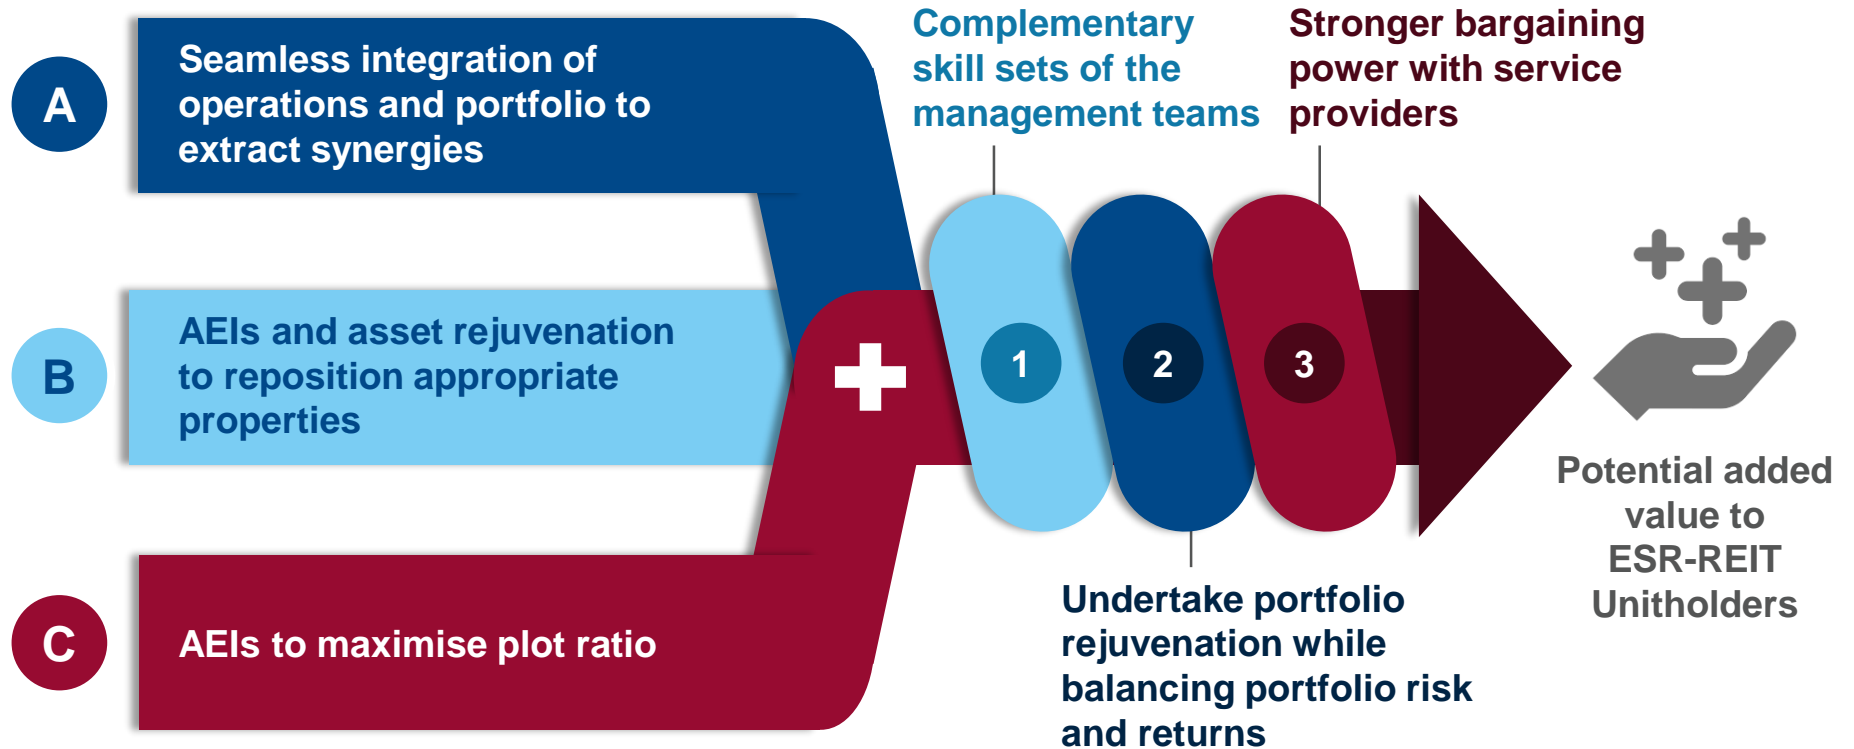 A
Seamless integration of
operations and portfolio to
extract synergies
B
AEIs and asset rejuvenation
to reposition appropriate
properties
C
AEIs to maximise plot ratio
Complementary
skill sets of the
management teams
Stronger bargaining
power with service
providers
1
2
3
Undertake portfolio
rejuvenation while
balancing portfolio risk
and returns
Potential added
value to
ESR-REIT
Unitholders